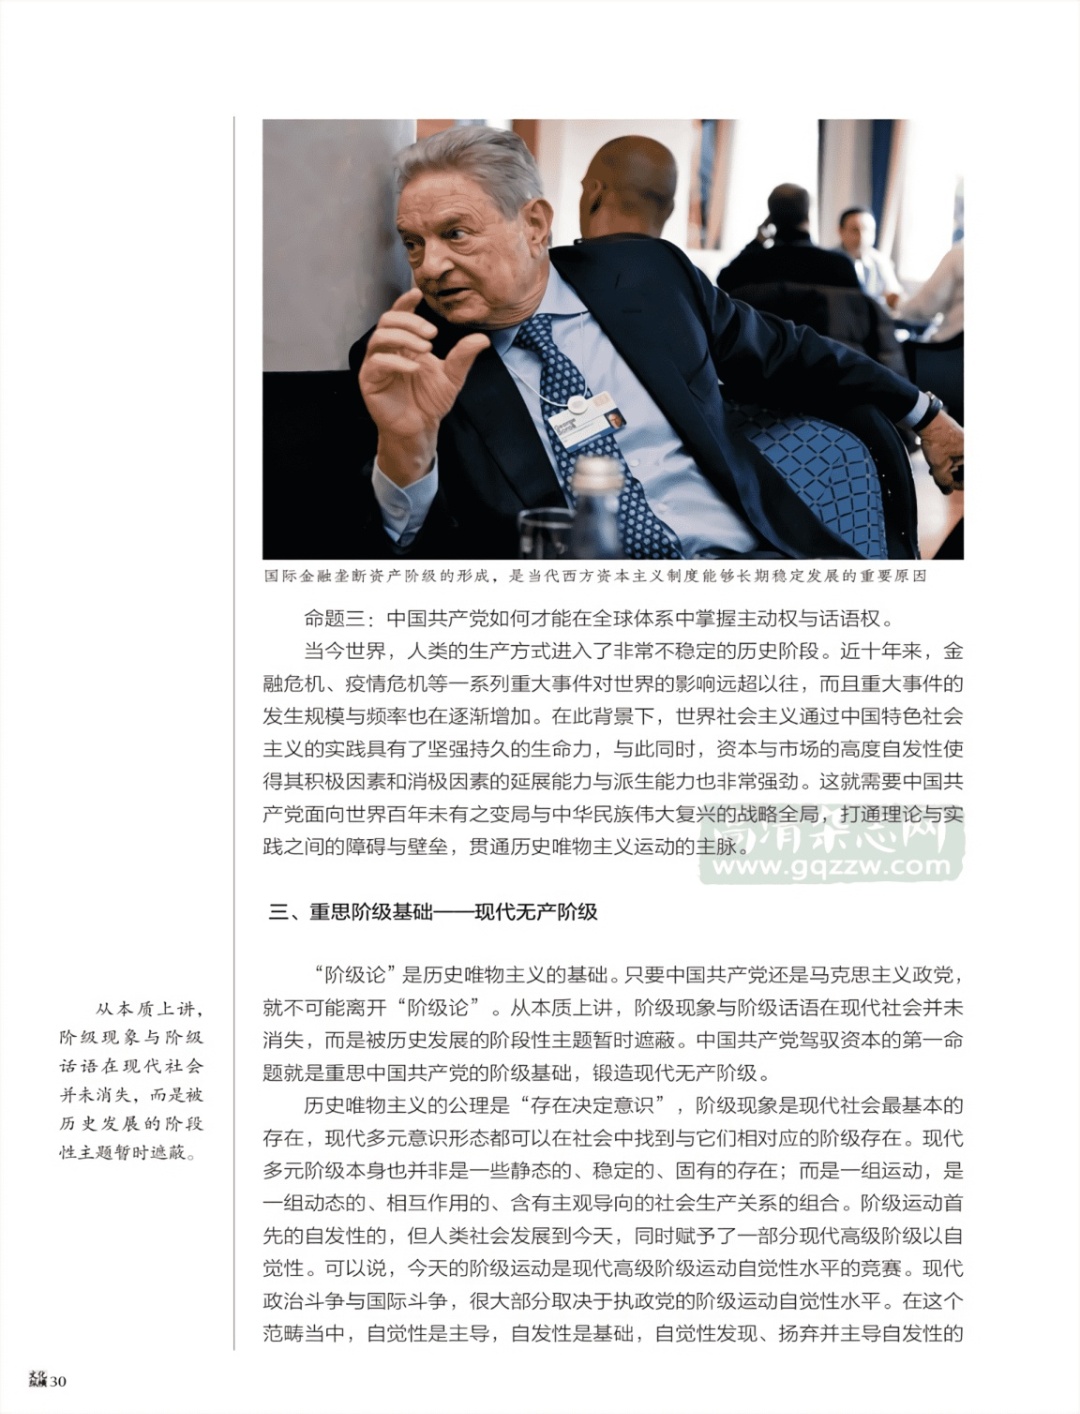 George
Soros
国际金融垄断资产阶级的形成，是当代西方资本主义制度能够长期稳定发展的重要原因
命题三：中国共产党如何才能在全球体系中掌握主动权与话语权。
当今世界，人类的生产方式进入了非常不稳定的历史阶段。近十年来，金
融危机、疫情危机等一系列重大事件对世界的影响远超以往，而且重大事件的
发生规模与频率也在逐渐增加。在此背景下，世界社会主义通过中国特色社会
主义的实践具有了坚强持久的生命力，与此同时，资本与市场的高度自发性使
得其积极因素和消极因素的延展能力与派生能力也非常强劲。这就需要中国共
产党面向世界百年未有之变局与中华民族伟大复兴的战略全局，打通理论与实
践之间的障碍与壁垒，贯通历史唯物主义运动的主脉。
高清杂志网
www.gqzzw.com
三、重思阶级基础——现代无产阶级
“阶级论”是历史唯物主义的基础。只要中国共产党还是马克思主义政党，
就不可能离开“阶级论”。从本质上讲，阶级现象与阶级话语在现代社会并未
消失，而是被历史发展的阶段性主题暂时遮蔽。中国共产党驾驭资本的第一命
题就是重思中国共产党的阶级基础，锻造现代无产阶级。
历史唯物主义的公理是“存在决定意识”，阶级现象是现代社会最基本的
存在，现代多元意识形态都可以在社会中找到与它们相对应的阶级存在。现代
多元阶级本身也并非是一些静态的、稳定的、固有的存在；而是一组运动，是
一组动态的、相互作用的、含有主观导向的社会生产关系的组合。阶级运动首
先的自发性的，但人类社会发展到今天，同时赋予了一部分现代高级阶级以自
觉性。可以说，今天的阶级运动是现代高级阶级运动自觉性水平的竞赛。现代
政治斗争与国际斗争，很大部分取决于执政党的阶级运动自觉性水平。在这个
范畴当中，自觉性是主导，自发性是基础，自觉性发现、扬弃并主导自发性的
从本质上讲，
阶级现象与阶级
话语在现代社会
并未消失，而是被
历史发展的阶段
性主题暂时遮蔽。
文化
纵横 30